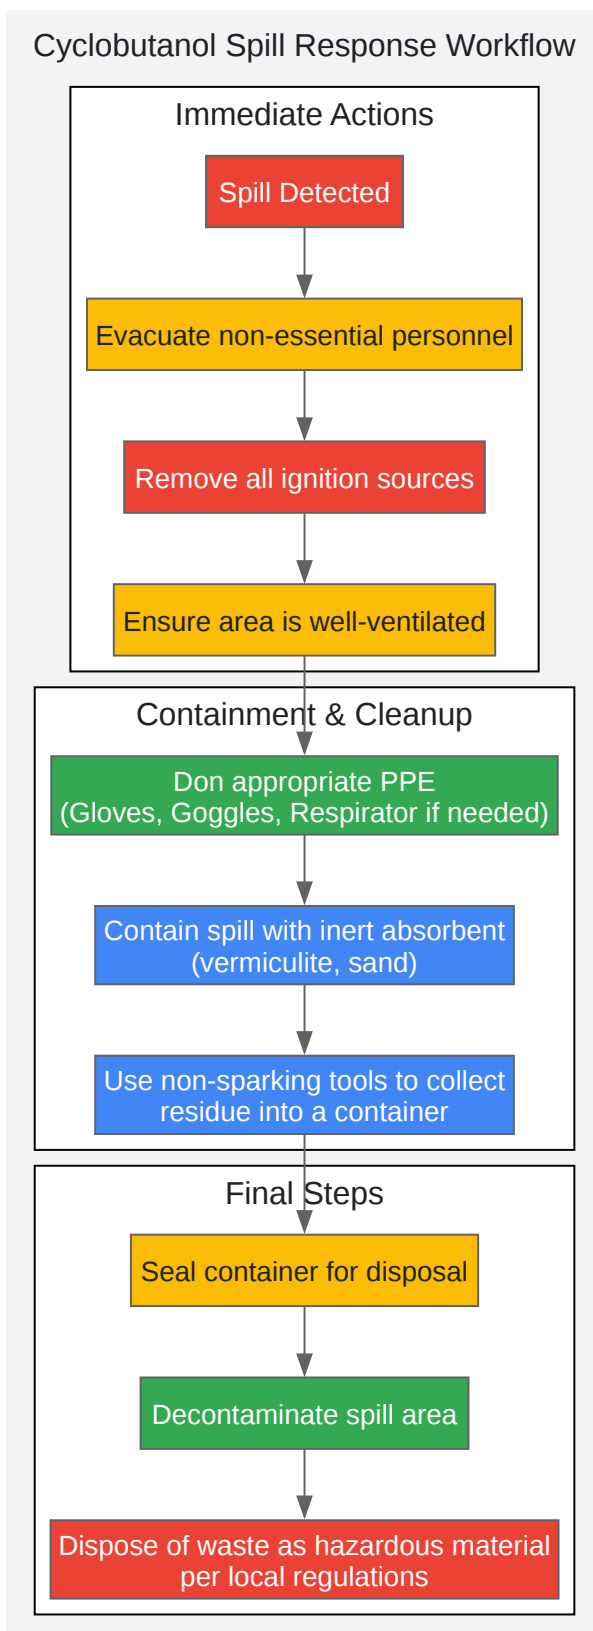 Cyclobutanol Spill Response Workflow
Immediate Actions
Spill Detected
Evacuate non-essential personnel
Remove all ignition sources
Ensure area is well-ventilated
Containment & Cleanup
Don appropriate PPE
(Gloves, Goggles, Respirator if needed)
Contain spill with inert absorbent
(vermiculite, sand)
Use non-sparking tools to collect
residue into a container
Final Steps
Seal container for disposal
Decontaminate spill area
Dispose of waste as hazardous material
per local regulations